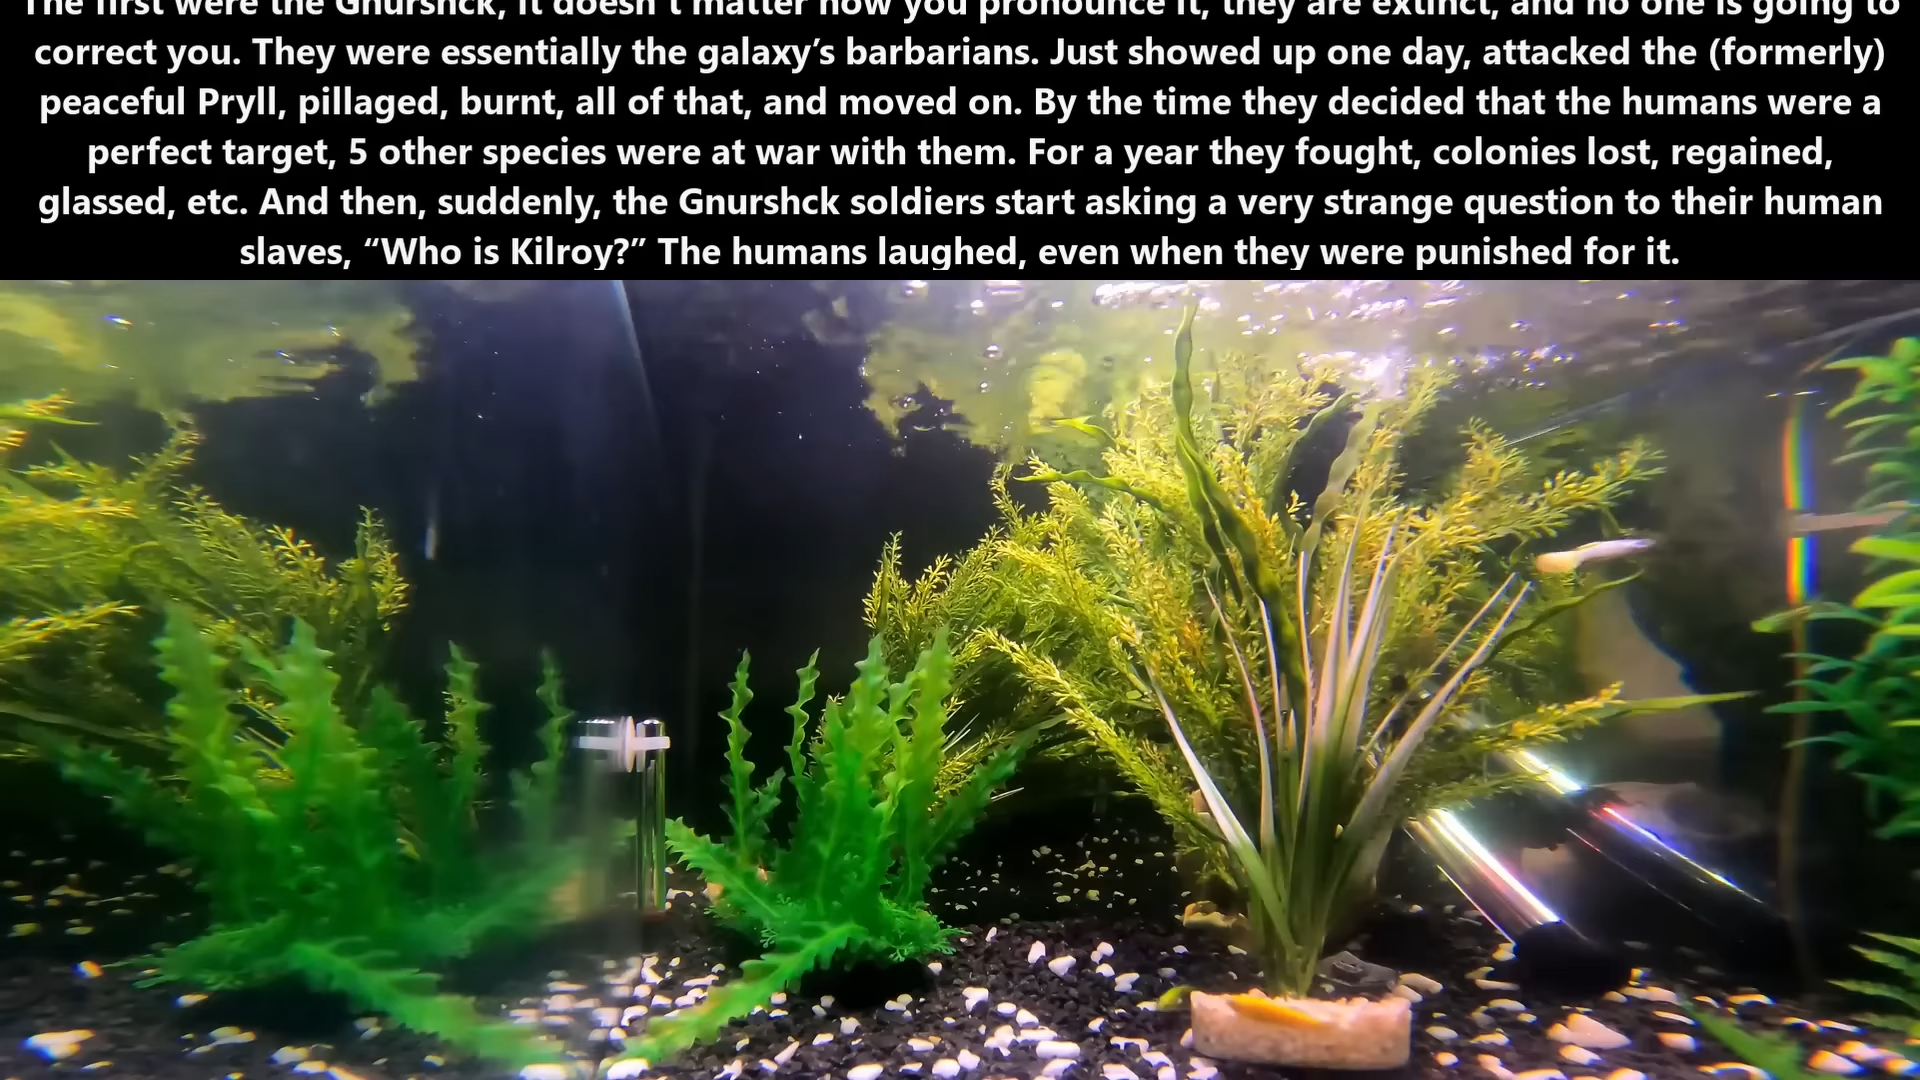 The first were the Gnurshck, it doesn't matter how you pronounce it, they are extinct, and no one is going to
correct you. They were essentially the galaxy’s barbarians. Just showed up one day, attacked the (formerly)
peaceful Pryll, pillaged, burnt, all of that, and moved on. By the time they decided that the humans were a
perfect target, 5 other species were at war with them. For a year they fought, colonies lost, regained,
glassed, etc. And then, suddenly, the Gnurshck soldiers start asking a very strange question to their human
slaves, “Who is Kilroy?” The humans laughed, even when they were punished for it.